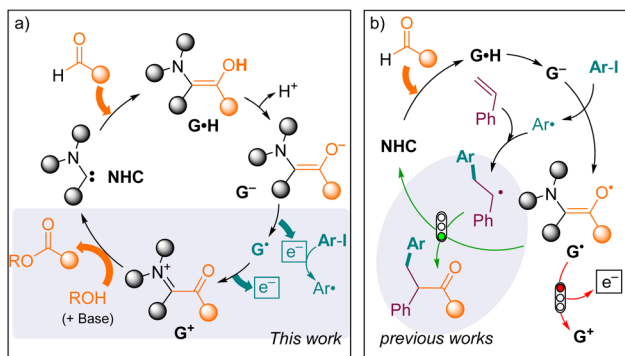 a)
O
H
N
OH
G•H
H+
N
O−
G−
N
NHC
G•
e−
Ar-I
Ar•
e−
O
RO
ROH
(+ Base)
N+
O
G+
This work
b)
O
H
G•H
G−
Ar-I
Ph
Ar•
NHC
Ar
•
Ph
N
O•
G•
Ar
O
Ph
e−
G+
previous works